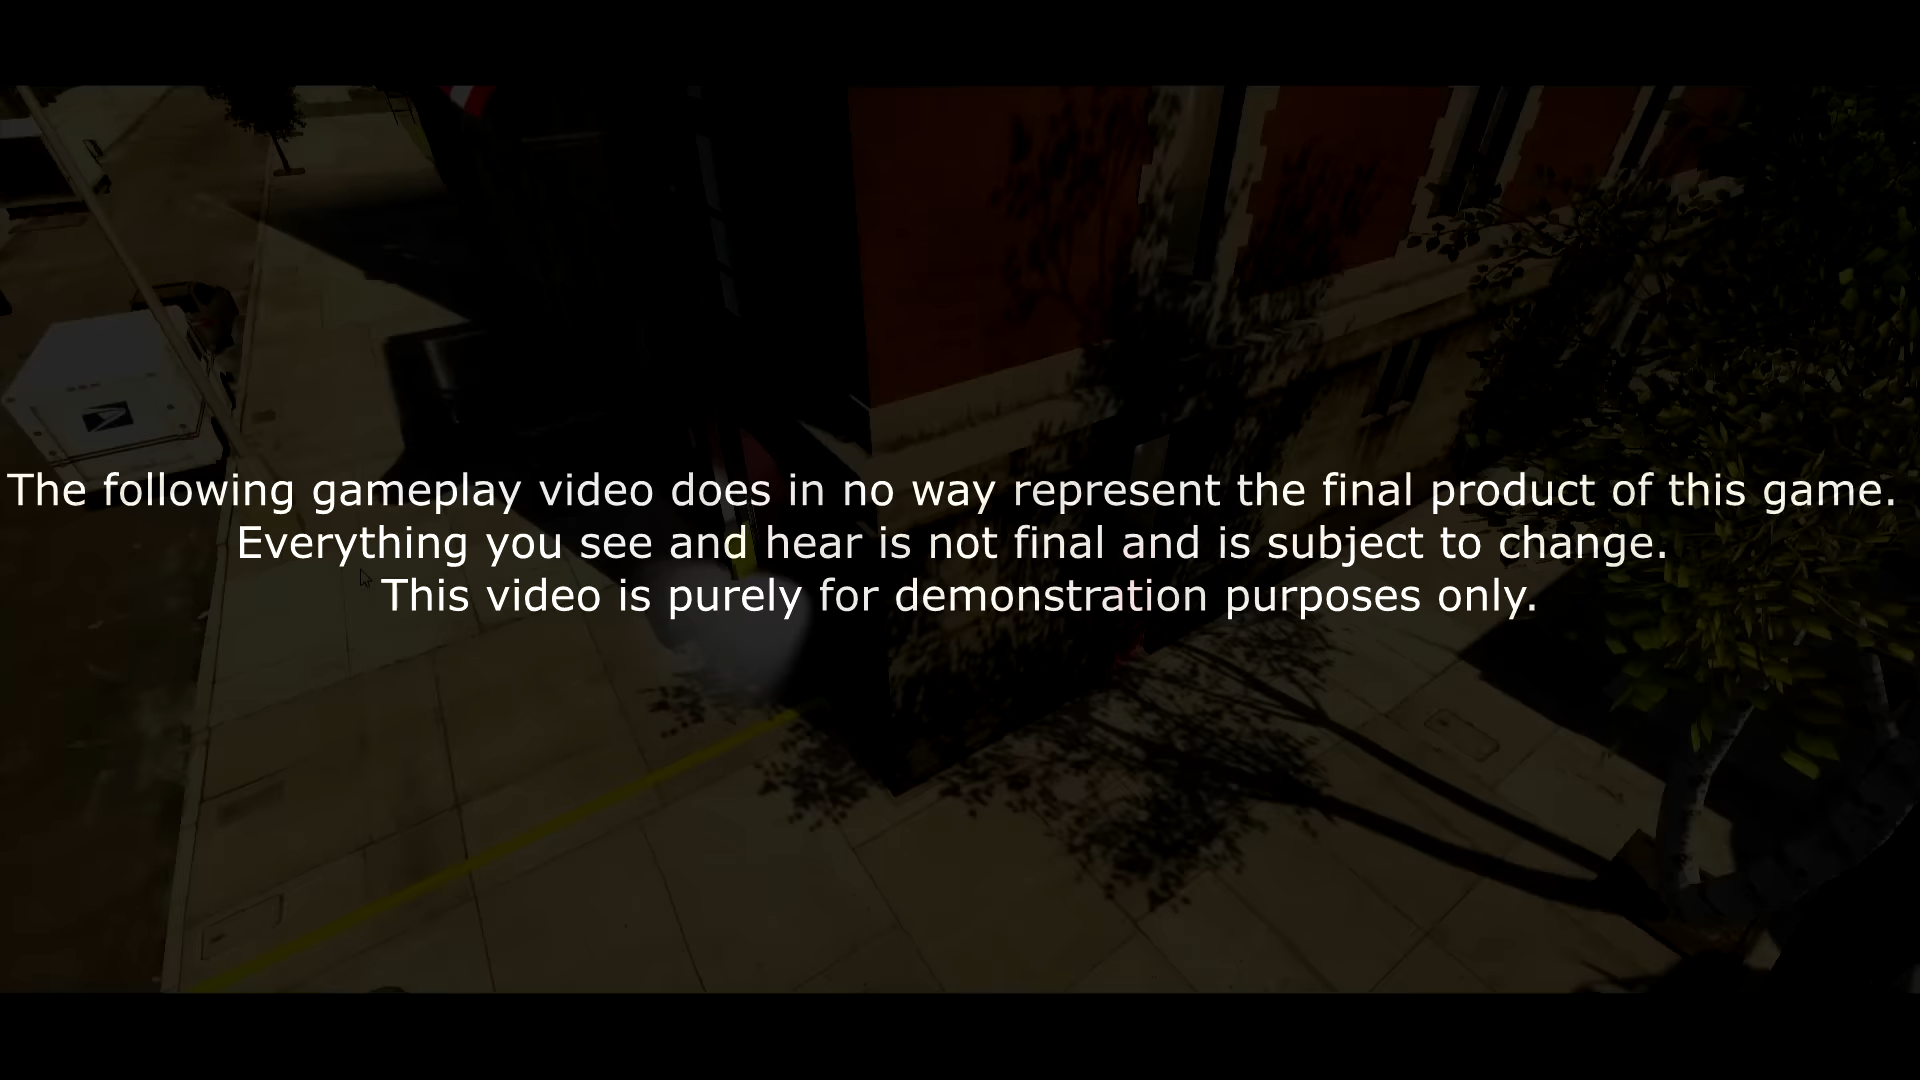 The following gameplay video does in no way represent the final product of this game.
Everything you see and hear is not final and is subject to change.
This video is purely for demonstration purposes only.